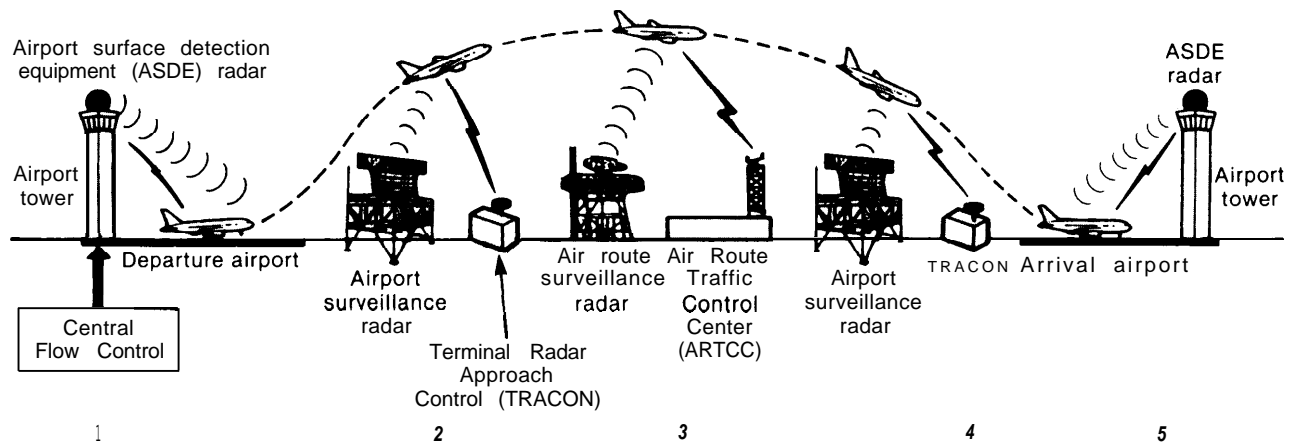 Airport surface detection
equipment (ASDE) radar
ASDE
radar
Airport
tower
Airport
tower
Departure airport
Airport
surveillance
radar
Air route
surveillance
radar
Air Route
Traffic
Control
Center
(ARTCC)
Airport
surveillance
radar
TRACON
Arrival airport
Central
Flow Control
Terminal Radar
Approach
Control (TRACON)
1
2
3
4
5